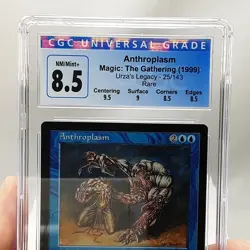 CGC UNIVERSAL GRADE
NM/Mint+
8.5
Anthroplasm
Magic: The Gathering (1999)
Urza's Legacy - 25/143
Rare
Centering Surface Corners Edges
9.5 9 8.5 8.5
Anthroplasm 2